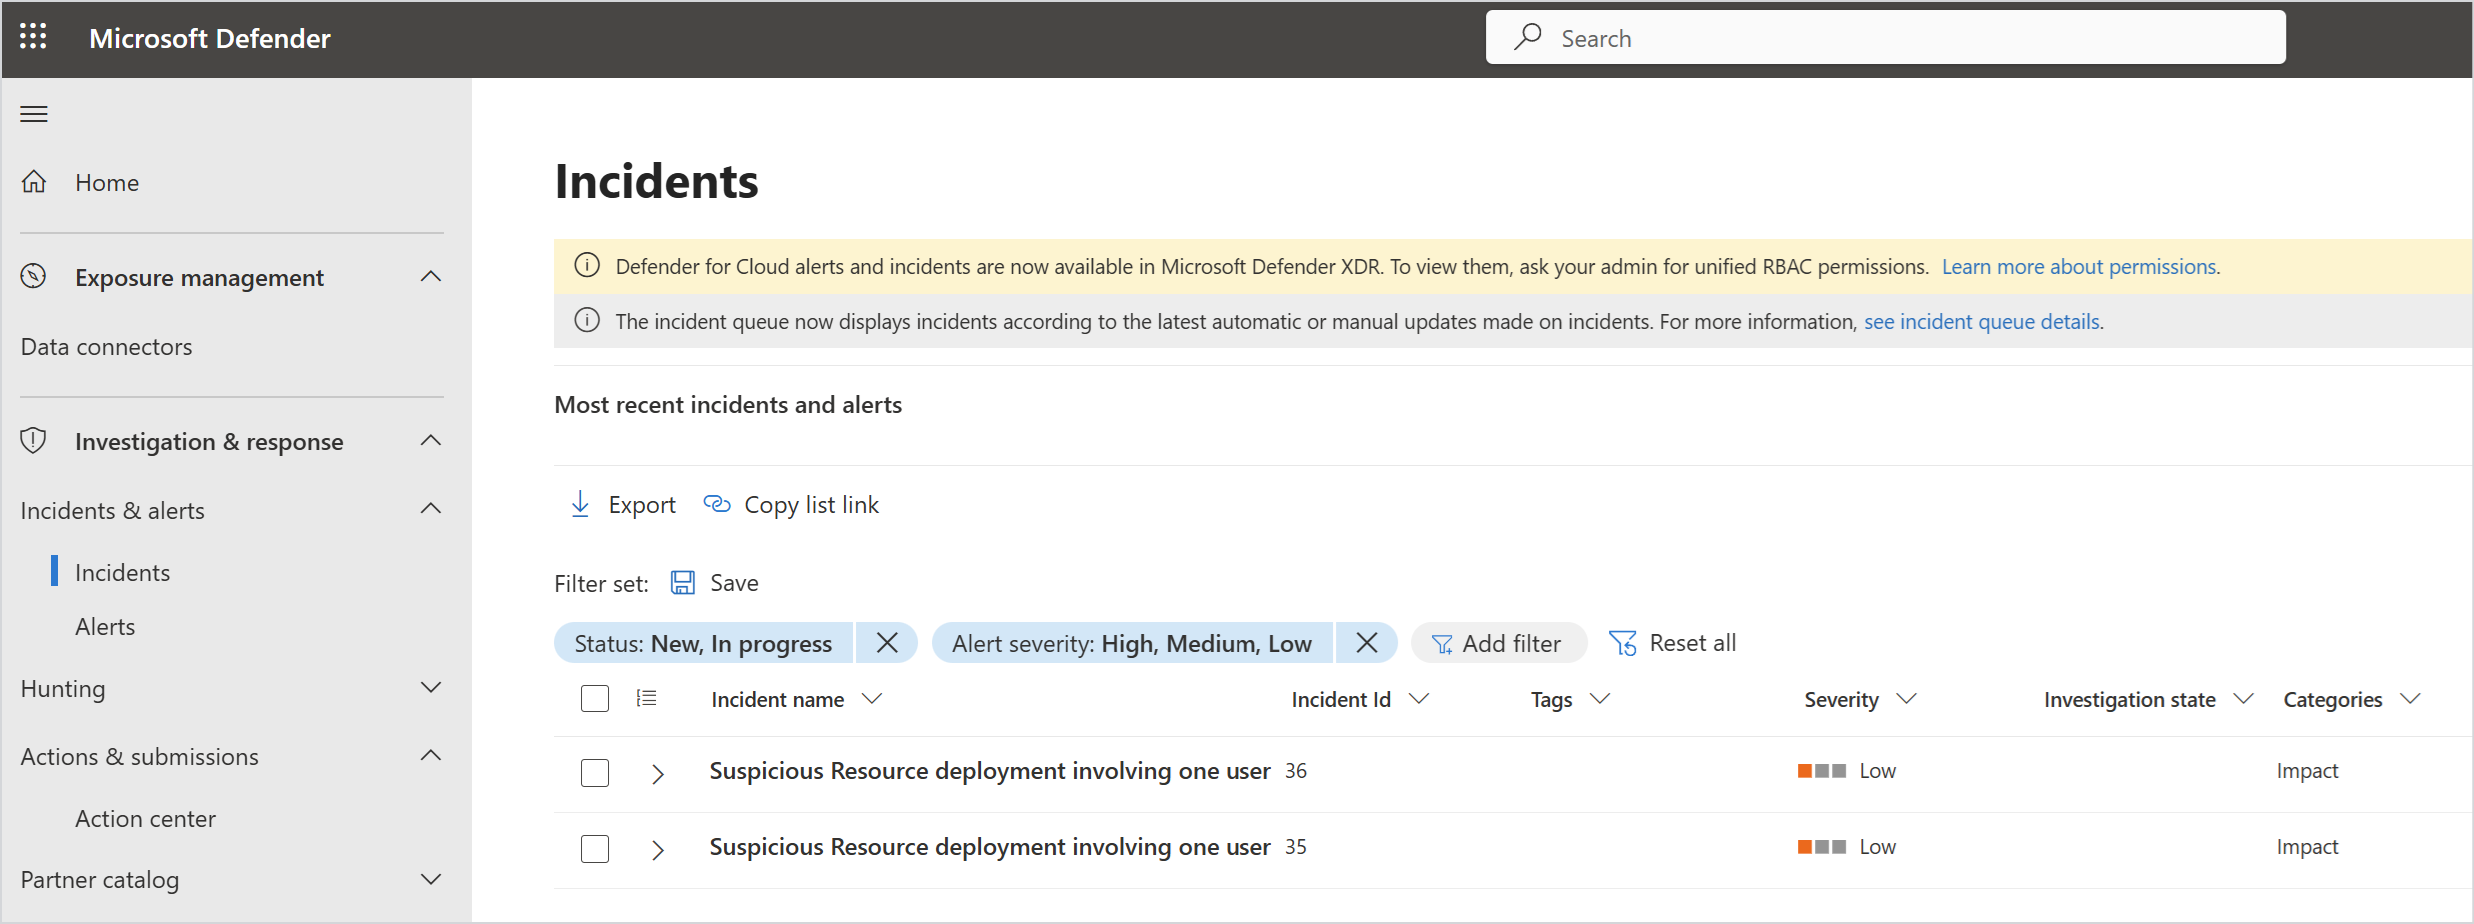 Microsoft Defender
Search
Home
Exposure management
Data connectors
Investigation & response
Incidents & alerts
Incidents
Alerts
Hunting
Actions & submissions
Action center
Partner catalog
Incidents
Defender for Cloud alerts and incidents are now available in Microsoft Defender XDR. To view them, ask your admin for unified RBAC permissions. Learn more about permissions.
The incident queue now displays incidents according to the latest automatic or manual updates made on incidents. For more information, see incident queue details.
Most recent incidents and alerts
Export Copy list link
Filter set: Save
Status: New, In progress Alert severity: High, Medium, Low Add filter Reset all
Incident name Incident Id Tags Severity Investigation state Categories
Suspicious Resource deployment involving one user 36 Low Impact
Suspicious Resource deployment involving one user 35 Low Impact